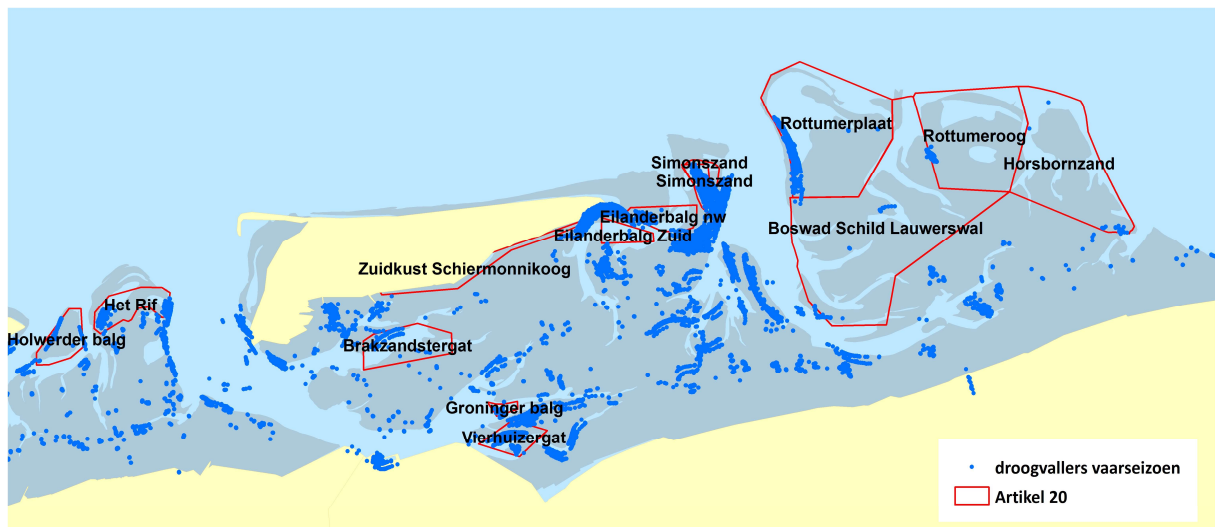 Rottumerplaat
Rottumeroog
Simonszand
Horsbornzand
Simonszand
Eilanderbalg nw
Boswad Schild Lauwerswal
Eilanderbalg Zuid
Zuidkust Schiermonnikoog
Het Rif
Holwerder balg
Brakzandstergat
Groninger balg
Vierhuizergat
droogvallers vaarseizoen
Artikel 20